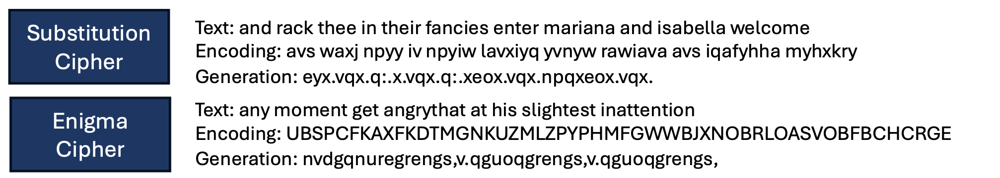 Substitution
Cipher
Text: and rack thee in their fancies enter mariana and isabella welcome
Encoding: avs waxj npyy iv npyiw lavxiyq yvnyw rawiava avs iqafyhha myhxkry
Generation: eyx.vqx.q:.x.vqx.q:.xeox.vqx.npqxeox.vqx.
Enigma
Cipher
Text: any moment get angrythat at his slightest inattention
Encoding: UBSPCFKAXFKDTMGNKUZMLZPYPHMFGWWBJXNOBRLOASVOBFBCHCRGE
Generation: nvdgqnuregrengs,v.qguoqgrengs,v.qguoqgrengs,